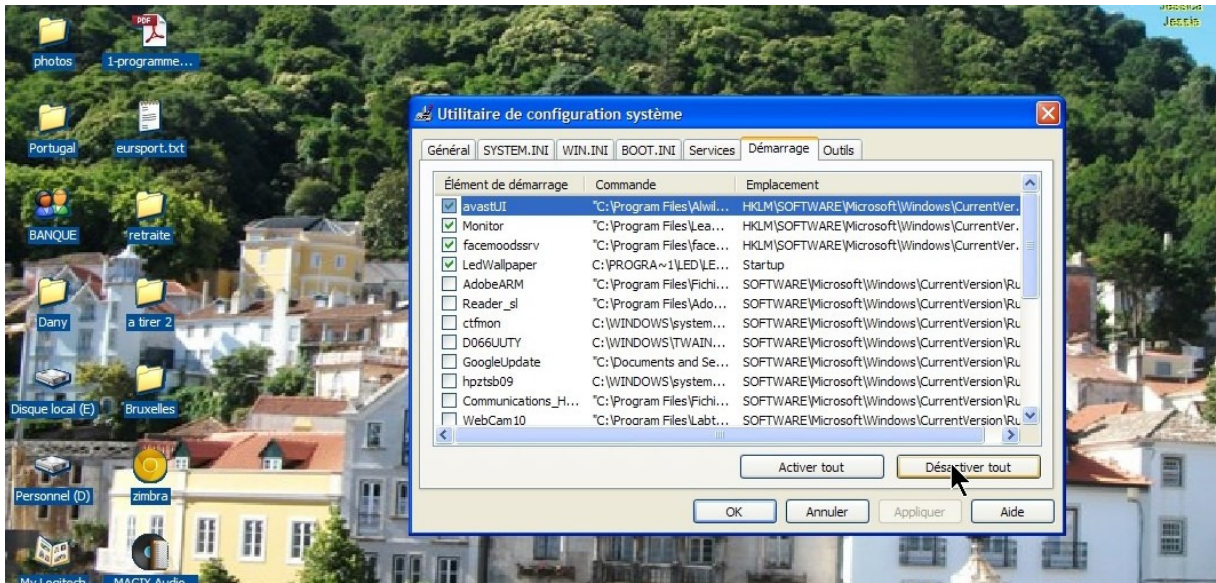 Jessica
Jessie
PDF
photos
1-programme...
Portugal
eursport.txt
BANQUE
retraite
Dany
a tirer 2
Disque local (E)
Bruxelles
Personnel (D)
zimbra
My Logitech
MAGIX Audio
Utilitaire de configuration système
Général SYSTEM.INI WIN.INI BOOT.INI Services Démarrage Outils
Élément de démarrage Commande Emplacement
avastUI "C:\Program Files\Alwil... HKLM\SOFTWARE\Microsoft\Windows\CurrentVer.
Monitor "C:\Program Files\Lea... HKLM\SOFTWARE\Microsoft\Windows\CurrentVer.
facemoodssrv "C:\Program Files\face... HKLM\SOFTWARE\Microsoft\Windows\CurrentVer.
LedWallpaper C:\PROGRA~1\LED\LE... Startup
AdobeARM "C:\Program Files\Fichi... SOFTWARE\Microsoft\Windows\CurrentVersion\Ru
Reader_sl "C:\Program Files\Ado... SOFTWARE\Microsoft\Windows\CurrentVersion\Ru
ctfmon C:\WINDOWS\system... SOFTWARE\Microsoft\Windows\CurrentVersion\Ru
D066UUTY C:\WINDOWS\TWAIN... SOFTWARE\Microsoft\Windows\CurrentVersion\Ru
GoogleUpdate "C:\Documents and Se... SOFTWARE\Microsoft\Windows\CurrentVersion\Ru
hpztsb09 C:\WINDOWS\system... SOFTWARE\Microsoft\Windows\CurrentVersion\Ru
Communications_H... "C:\Program Files\Fichi... SOFTWARE\Microsoft\Windows\CurrentVersion\Ru
WebCam10 "C:\Program Files\Labt... SOFTWARE\Microsoft\Windows\CurrentVersion\Ru
Activer tout Désactiver tout
OK Annuler Appliquer Aide